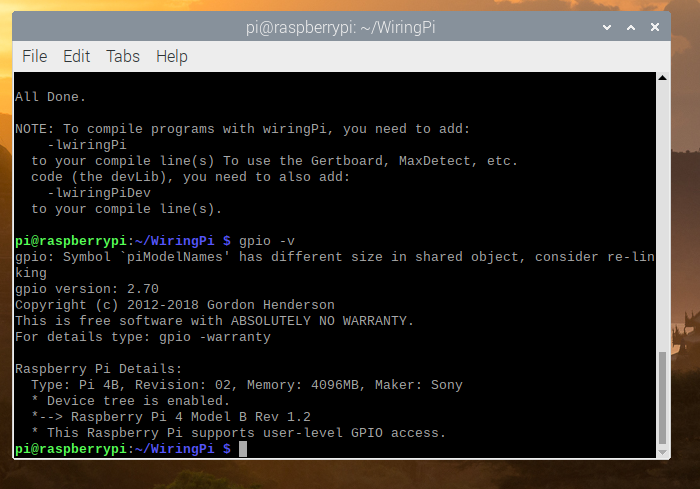 pi@raspberrypi: ~/WiringPi
File Edit Tabs Help
All Done.
NOTE: To compile programs with wiringPi, you need to add:
    -lwiringPi
  to your compile line(s) To use the Gertboard, MaxDetect, etc.
  code (the devLib), you need to also add:
    -lwiringPiDev
  to your compile line(s).
pi@raspberrypi:~/WiringPi $ gpio -v
gpio: Symbol `piModelNames' has different size in shared object, consider re-lin
king
gpio version: 2.70
Copyright (c) 2012-2018 Gordon Henderson
This is free software with ABSOLUTELY NO WARRANTY.
For details type: gpio -warranty
Raspberry Pi Details:
  Type: Pi 4B, Revision: 02, Memory: 4096MB, Maker: Sony
  * Device tree is enabled.
  *--> Raspberry Pi 4 Model B Rev 1.2
  * This Raspberry Pi supports user-level GPIO access.
pi@raspberrypi:~/WiringPi $